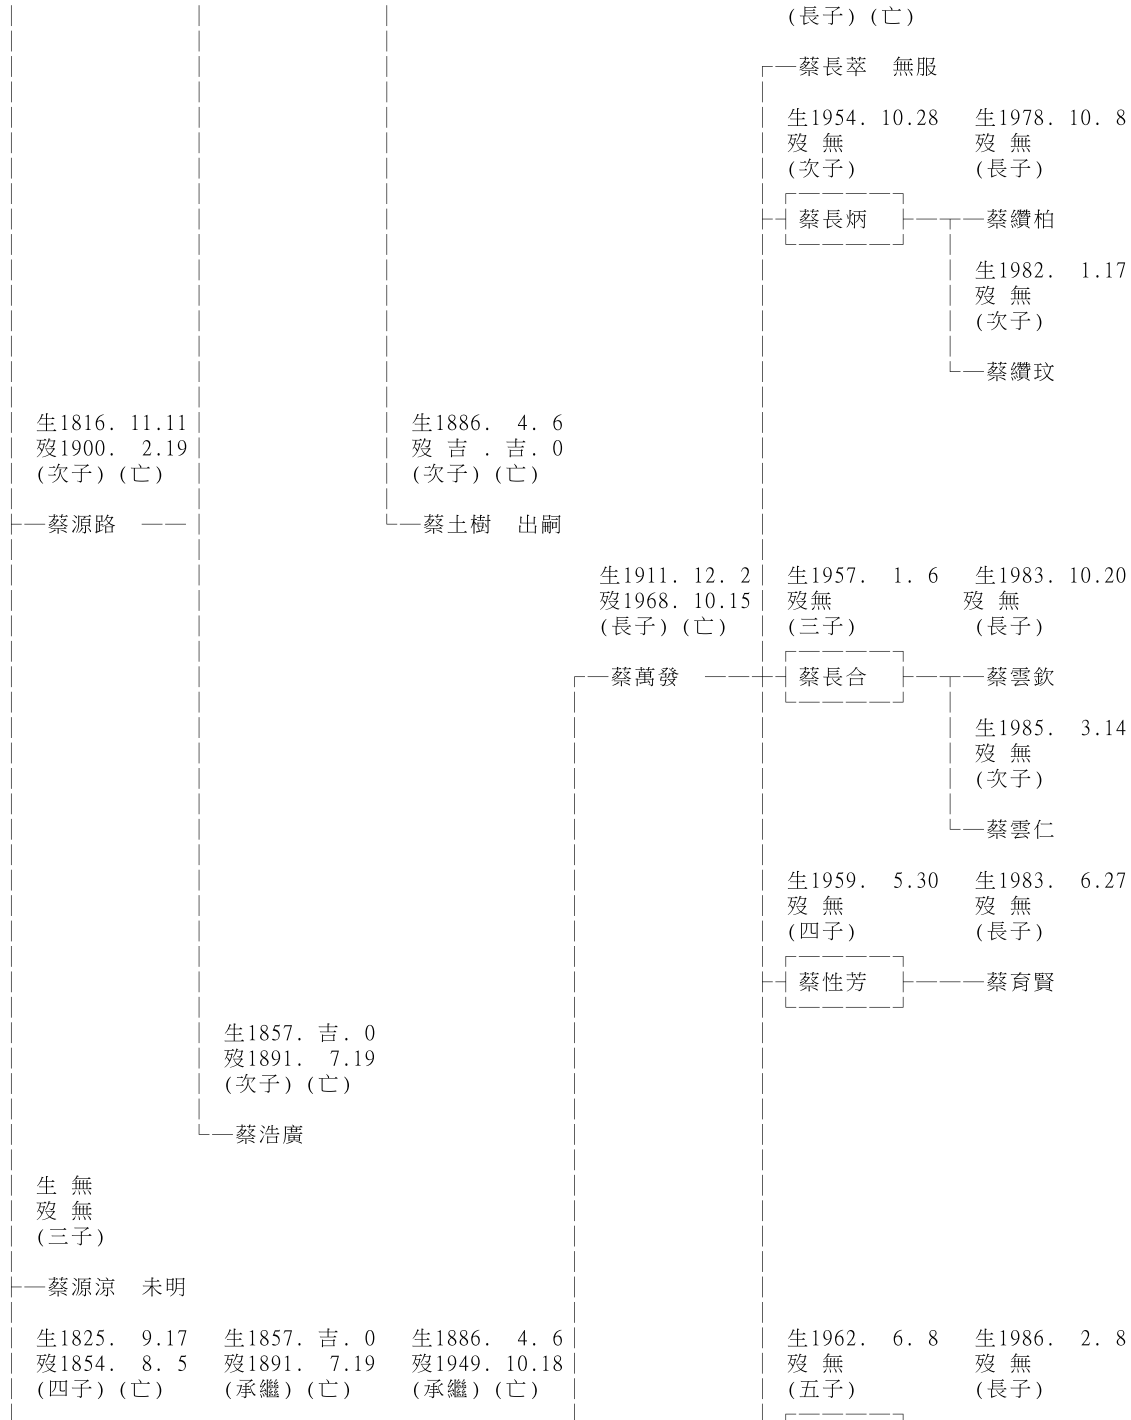 (長子)(亡)
蔡長萃　無服
生1954. 10.28　生1978. 10. 8
歿 無　歿 無
(次子)　(長子)
蔡長炳　蔡纘柏
生1982. 1.17
歿 無
(次子)
蔡纘玟
生1816. 11.11　生1886. 4. 6
歿1900. 2.19　歿 吉 . 吉. 0
(次子)(亡)　(次子)(亡)
蔡源路　蔡土樹　出嗣
生1911. 12. 2　生1957. 1. 6　生1983. 10.20
歿1968. 10.15　歿無　歿 無
(長子)(亡)　(三子)　(長子)
蔡萬發　蔡長合　蔡雲欽
生1985. 3.14
歿 無
(次子)
蔡雲仁
生1959. 5.30　生1983. 6.27
歿 無　歿 無
(四子)　(長子)
蔡性芳　蔡育賢
生1857. 吉. 0
歿1891. 7.19
(次子)(亡)
蔡浩廣
生 無
歿 無
(三子)
蔡源涼　未明
生1825. 9.17　生1857. 吉. 0　生1886. 4. 6　生1962. 6. 8　生1986. 2. 8
歿1854. 8. 5　歿1891. 7.19　歿1949. 10.18　歿 無　歿 無
(四子)(亡)　(承繼)(亡)　(承繼)(亡)　(五子)　(長子)